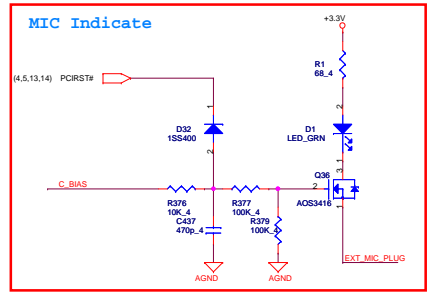 MIC Indicate
+3.3V
R1
68_4
(4,5,13,14) PCIRST#
1
D32
1SS400
2
2
D1
LED_GRN
1
3
Q36
2
AOS3416
1
C_BIAS
R376
10K_4
R377
100K_4
C437
470p_4
R379
100K_4
EXT_MIC_PLUG
AGND
AGND